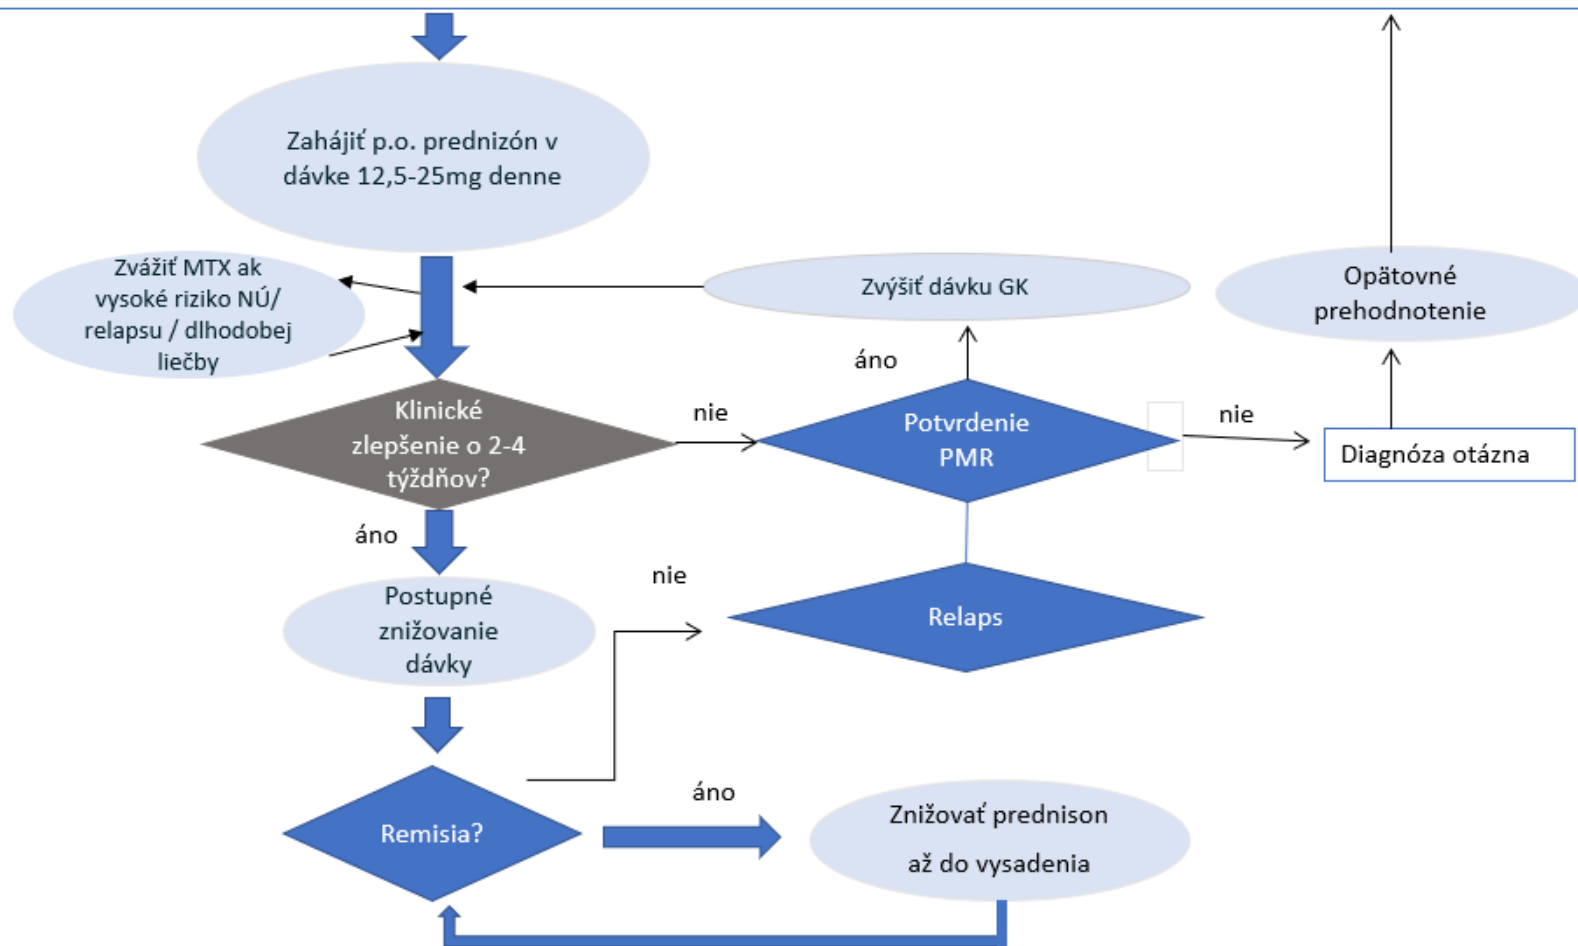 Zahájiť p.o. prednizón v
dávke 12,5-25mg denne
Zvážiť MTX ak
vysoké riziko NÚ/
relapsu / dlhodobej
liečby
Zvýšiť dávku GK
Opätovné
prehodnotenie
áno
Klinické
zlepšenie o 2-4
týždňov?
nie
Potvrdenie
PMR
nie
Diagnóza otázna
áno
Postupné
znižovanie
dávky
nie
Relaps
Remisia?
áno
Znižovať prednison
až do vysadenia